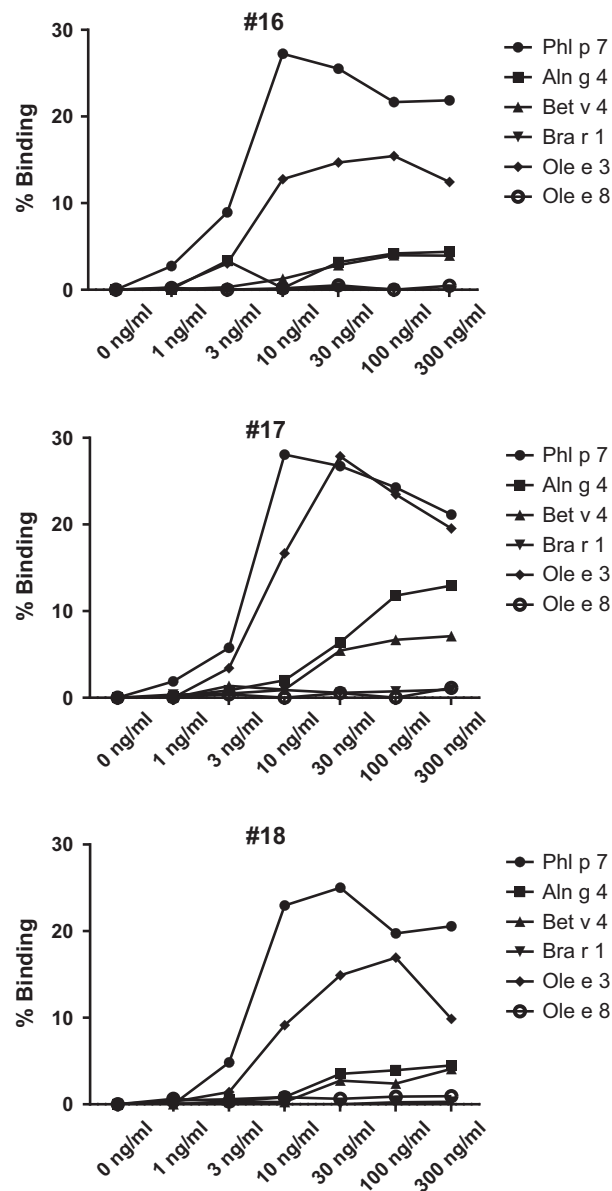 #16
30
20
10
0
% Binding
0 ng/ml
1 ng/ml
3 ng/ml
10 ng/ml
30 ng/ml
100 ng/ml
300 ng/ml
Phl p 7
Aln g 4
Bet v 4
Bra r 1
Ole e 3
Ole e 8
#17
30
20
10
0
% Binding
0 ng/ml
1 ng/ml
3 ng/ml
10 ng/ml
30 ng/ml
100 ng/ml
300 ng/ml
Phl p 7
Aln g 4
Bet v 4
Bra r 1
Ole e 3
Ole e 8
#18
30
20
10
0
% Binding
0 ng/ml
1 ng/ml
3 ng/ml
10 ng/ml
30 ng/ml
100 ng/ml
300 ng/ml
Phl p 7
Aln g 4
Bet v 4
Bra r 1
Ole e 3
Ole e 8